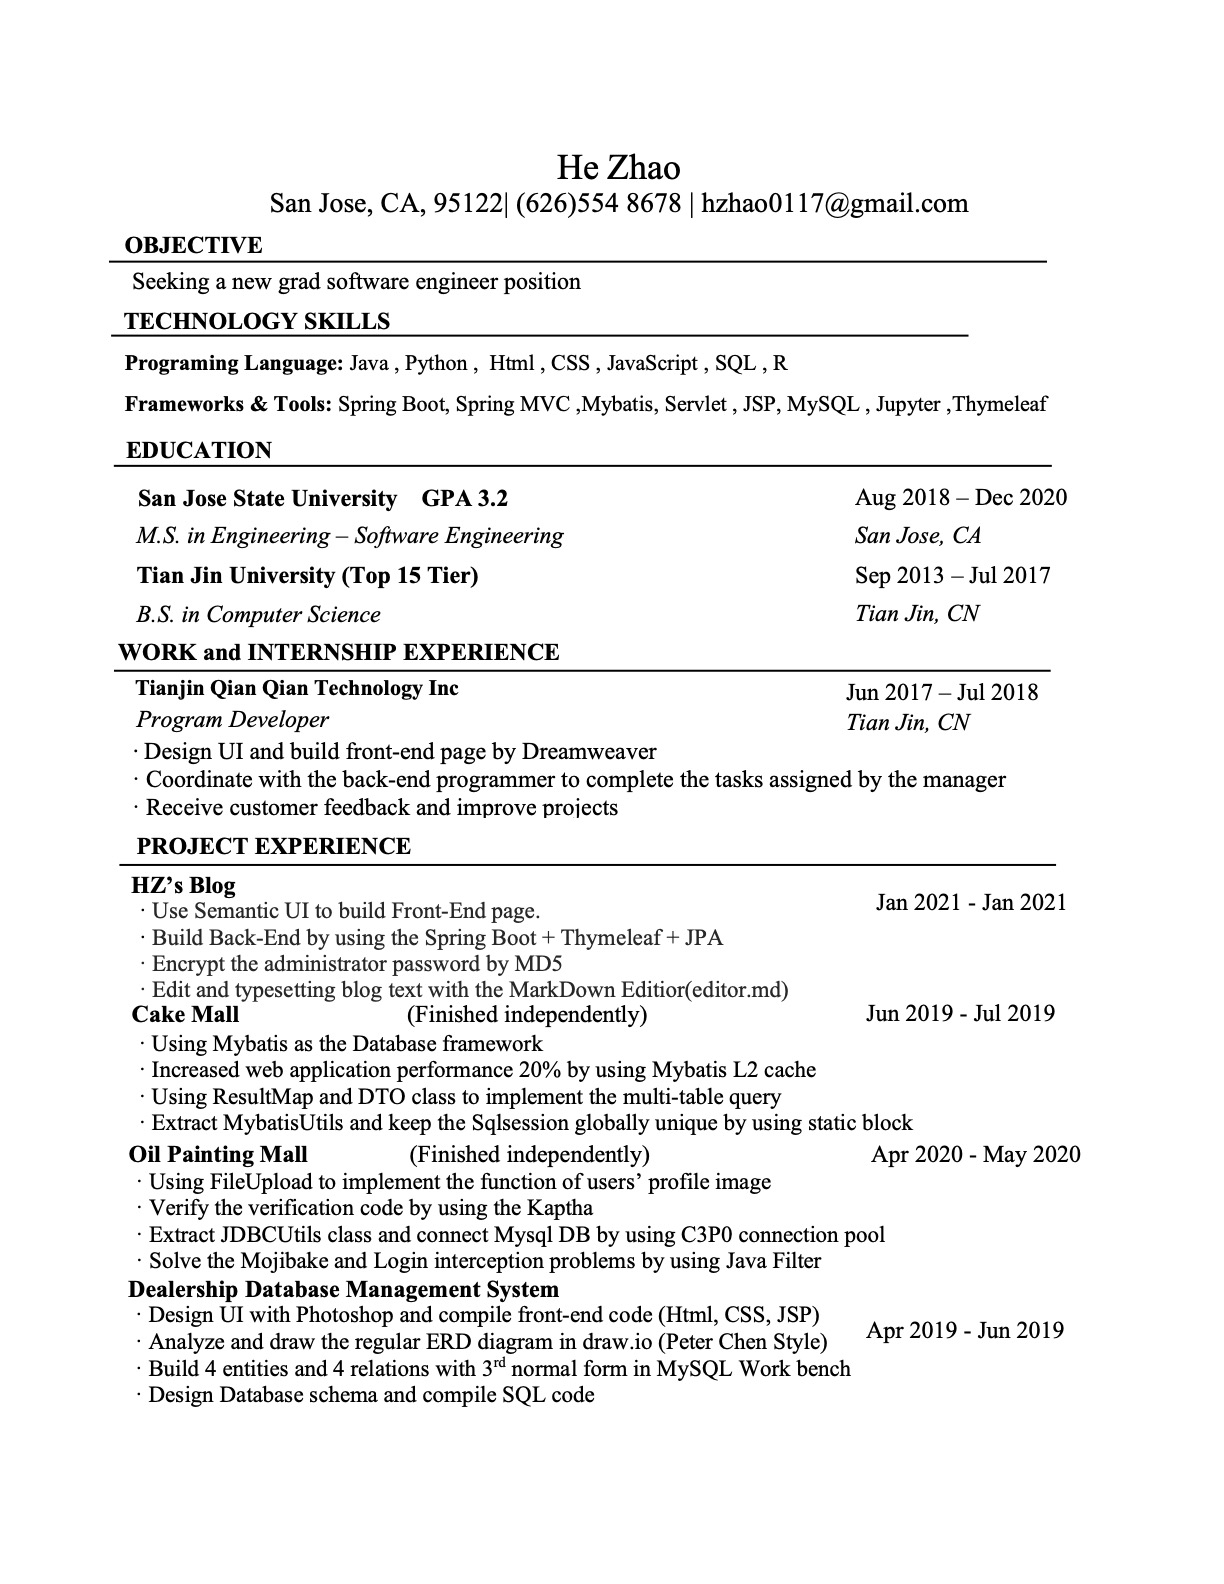 He Zhao
San Jose, CA, 95122| (626)554 8678 | hzhao0117@gmail.com
OBJECTIVE
Seeking a new grad software engineer position
TECHNOLOGY SKILLS
Programing Language: Java , Python ,  Html , CSS , JavaScript , SQL , R
Frameworks & Tools: Spring Boot, Spring MVC ,Mybatis, Servlet , JSP, MySQL , Jupyter ,Thymeleaf
EDUCATION
San Jose State University    GPA 3.2    Aug 2018 – Dec 2020
M.S. in Engineering – Software Engineering    San Jose, CA
Tian Jin University (Top 15 Tier)    Sep 2013 – Jul 2017
B.S. in Computer Science    Tian Jin, CN
WORK and INTERNSHIP EXPERIENCE
Tianjin Qian Qian Technology Inc    Jun 2017 – Jul 2018
Program Developer    Tian Jin, CN
· Design UI and build front-end page by Dreamweaver
· Coordinate with the back-end programmer to complete the tasks assigned by the manager
· Receive customer feedback and improve projects
PROJECT EXPERIENCE
HZ’s Blog    Jan 2021 - Jan 2021
· Use Semantic UI to build Front-End page.
· Build Back-End by using the Spring Boot + Thymeleaf + JPA
· Encrypt the administrator password by MD5
· Edit and typesetting blog text with the MarkDown Editior(editor.md)
Cake Mall    (Finished independently)    Jun 2019 - Jul 2019
· Using Mybatis as the Database framework
· Increased web application performance 20% by using Mybatis L2 cache
· Using ResultMap and DTO class to implement the multi-table query
· Extract MybatisUtils and keep the Sqlsession globally unique by using static block
Oil Painting Mall    (Finished independently)    Apr 2020 - May 2020
· Using FileUpload to implement the function of users’ profile image
· Verify the verification code by using the Kaptha
· Extract JDBCUtils class and connect Mysql DB by using C3P0 connection pool
· Solve the Mojibake and Login interception problems by using Java Filter
Dealership Database Management System
· Design UI with Photoshop and compile front-end code (Html, CSS, JSP)
· Analyze and draw the regular ERD diagram in draw.io (Peter Chen Style)    Apr 2019 - Jun 2019
· Build 4 entities and 4 relations with 3rd normal form in MySQL Work bench
· Design Database schema and compile SQL code